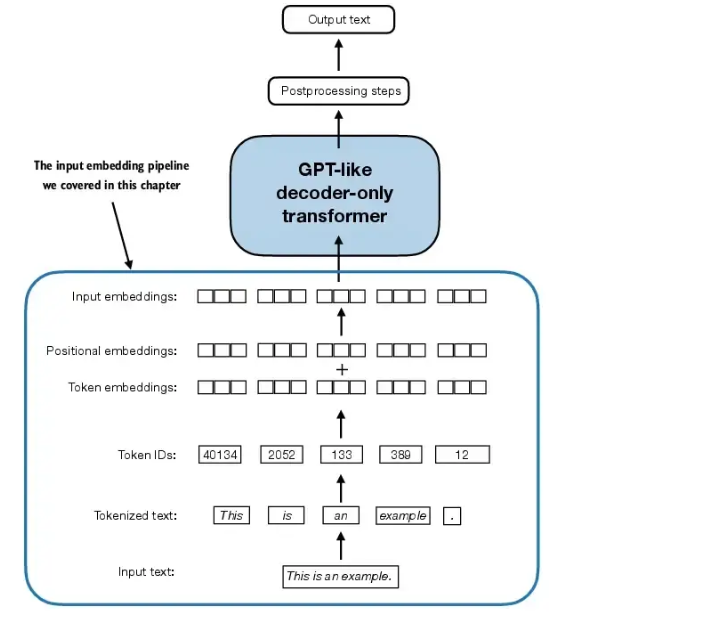 Output text
Postprocessing steps
The input embedding pipeline
we covered in this chapter
GPT-like
decoder-only
transformer
Input embeddings:
Positional embeddings:
+
Token embeddings:
Token IDs: 40134 2052 133 389 12
Tokenized text: This is an example .
Input text: This is an example.